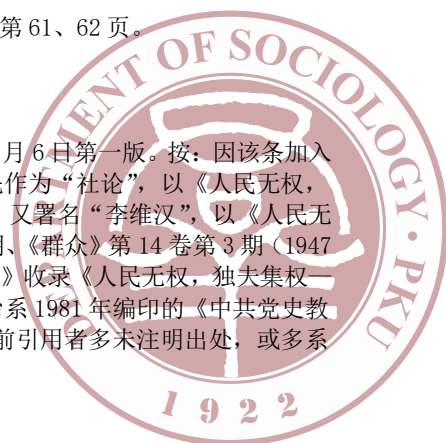 第 61、62 页。
月 6 日第一版。按：因该条加入
作为“社论”，以《人民无权，
又署名“李维汉”，以《人民无
、《群众》第 14 卷第 3 期（1947
》收录《人民无权，独夫集权—
系 1981 年编印的《中共党史教
前引用者多未注明出处，或多系
DEPARTMENT OF SOCIOLOGY · PKU
1922